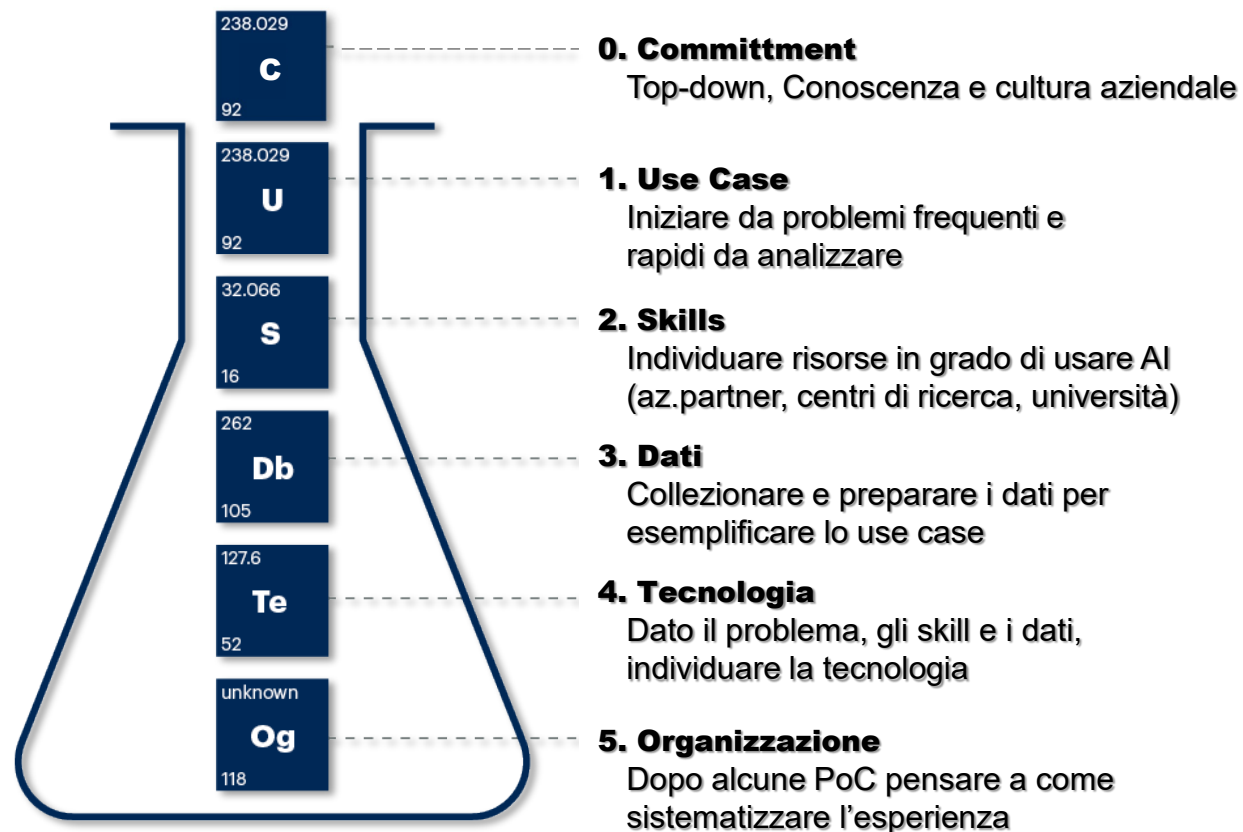 238.029
C
92
0. Committment
Top-down, Conoscenza e cultura aziendale
238.029
U
92
1. Use Case
Iniziare da problemi frequenti e
rapidi da analizzare
32.066
S
16
2. Skills
Individuare risorse in grado di usare AI
(az.partner, centri di ricerca, università)
262
Db
105
3. Dati
Collezionare e preparare i dati per
esemplificare lo use case
127.6
Te
52
4. Tecnologia
Dato il problema, gli skill e i dati,
individuare la tecnologia
unknown
Og
118
5. Organizzazione
Dopo alcune PoC pensare a come
sistematizzare l’esperienza